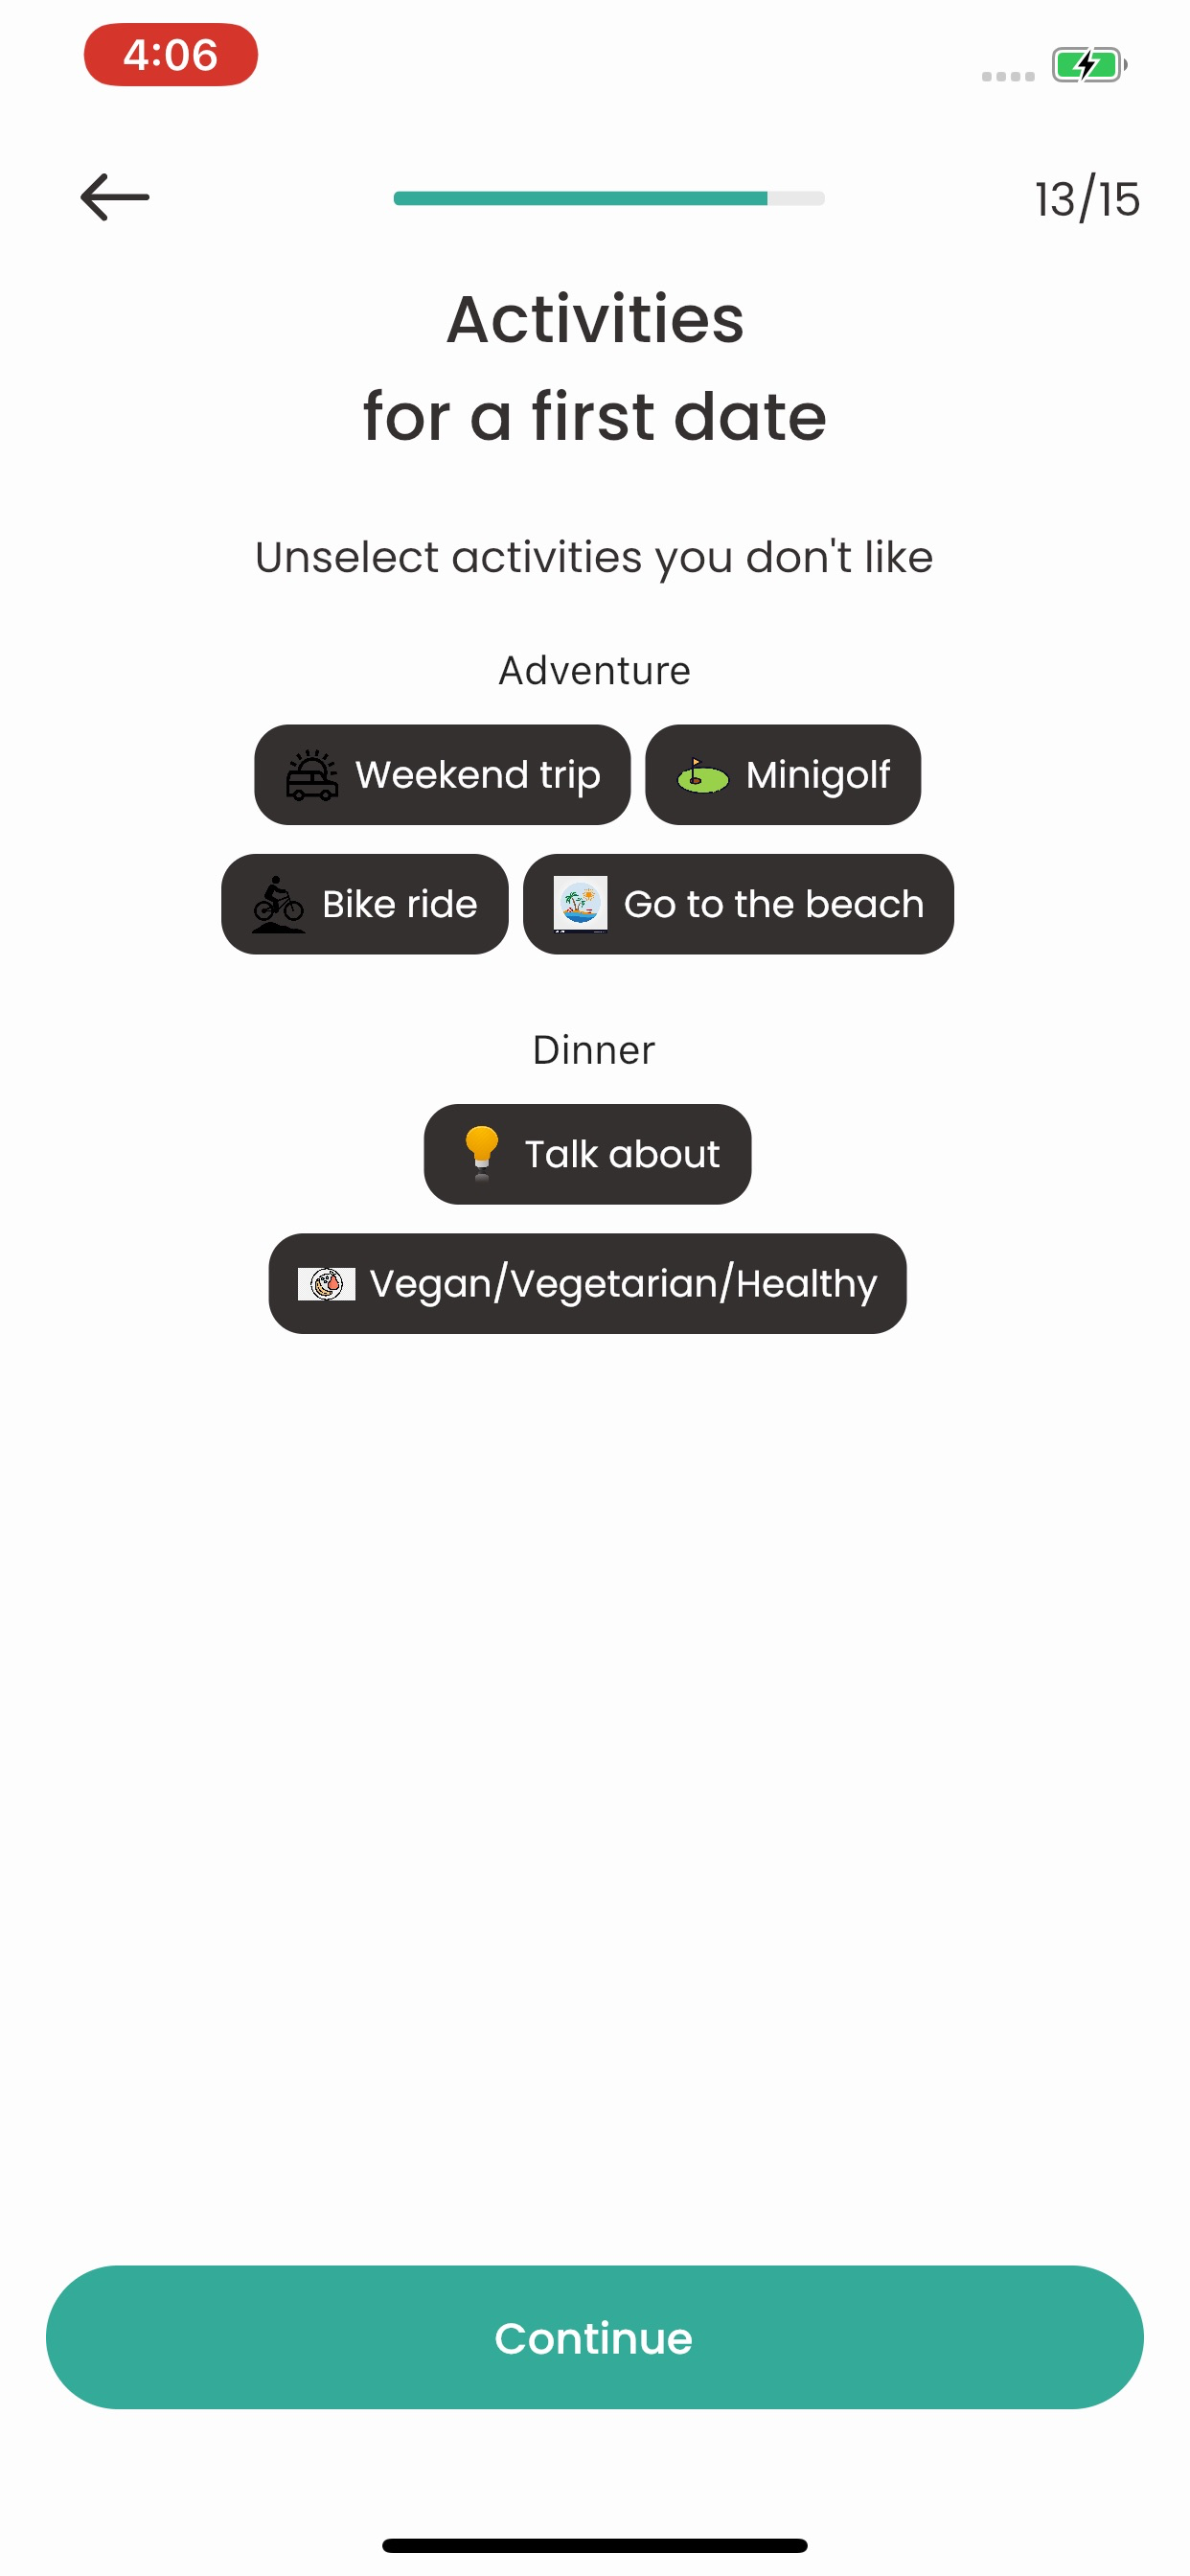 4:06
13/15
Activities
for a first date
Unselect activities you don't like
Adventure
Weekend trip
Minigolf
Bike ride
Go to the beach
Dinner
Talk about
Vegan/Vegetarian/Healthy
Continue